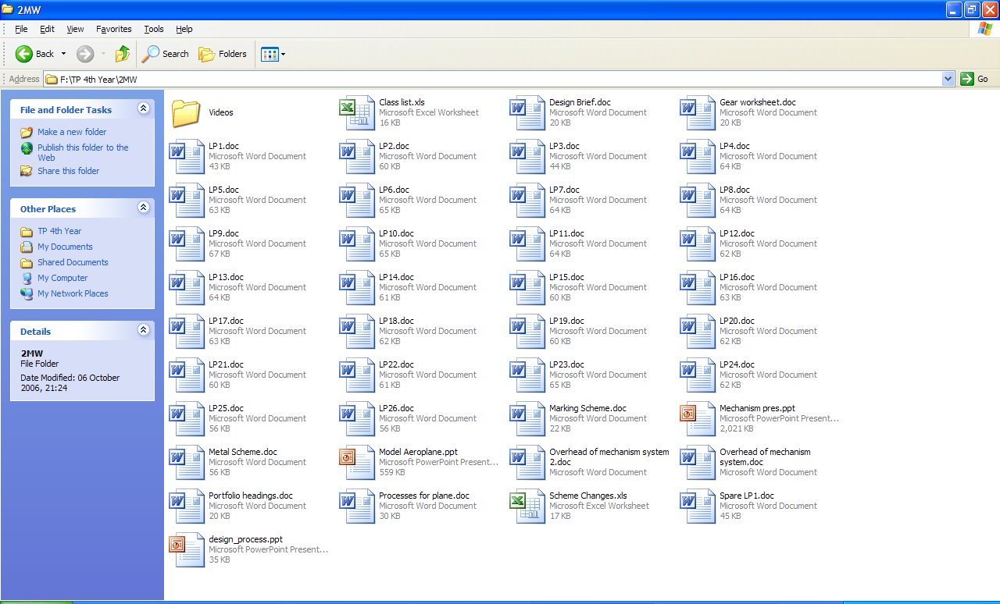 2MW
File Edit View Favorites Tools Help
Back Search Folders
Address F:\TP 4th Year\2MW Go
File and Folder Tasks
Make a new folder
Publish this folder to the
Web
Share this folder
Other Places
TP 4th Year
My Documents
Shared Documents
My Computer
My Network Places
Details
2MW
File Folder
Date Modified: 06 October
2006, 21:24
Videos
Class list.xls
Microsoft Excel Worksheet
16 KB
Design Brief.doc
Microsoft Word Document
20 KB
Gear worksheet.doc
Microsoft Word Document
20 KB
LP1.doc
Microsoft Word Document
43 KB
LP2.doc
Microsoft Word Document
60 KB
LP3.doc
Microsoft Word Document
44 KB
LP4.doc
Microsoft Word Document
64 KB
LP5.doc
Microsoft Word Document
63 KB
LP6.doc
Microsoft Word Document
65 KB
LP7.doc
Microsoft Word Document
64 KB
LP8.doc
Microsoft Word Document
64 KB
LP9.doc
Microsoft Word Document
67 KB
LP10.doc
Microsoft Word Document
65 KB
LP11.doc
Microsoft Word Document
64 KB
LP12.doc
Microsoft Word Document
62 KB
LP13.doc
Microsoft Word Document
64 KB
LP14.doc
Microsoft Word Document
61 KB
LP15.doc
Microsoft Word Document
60 KB
LP16.doc
Microsoft Word Document
63 KB
LP17.doc
Microsoft Word Document
63 KB
LP18.doc
Microsoft Word Document
62 KB
LP19.doc
Microsoft Word Document
60 KB
LP20.doc
Microsoft Word Document
62 KB
LP21.doc
Microsoft Word Document
60 KB
LP22.doc
Microsoft Word Document
61 KB
LP23.doc
Microsoft Word Document
65 KB
LP24.doc
Microsoft Word Document
62 KB
LP25.doc
Microsoft Word Document
56 KB
LP26.doc
Microsoft Word Document
56 KB
Marking Scheme.doc
Microsoft Word Document
22 KB
Mechanism pres.ppt
Microsoft PowerPoint Present...
2,021 KB
Metal Scheme.doc
Microsoft Word Document
56 KB
Model Aeroplane.ppt
Microsoft PowerPoint Present...
559 KB
Overhead of mechanism system
2.doc
Microsoft Word Document
Overhead of mechanism
system.doc
Microsoft Word Document
Portfolio headings.doc
Microsoft Word Document
20 KB
Processes for plane.doc
Microsoft Word Document
30 KB
Scheme Changes.xls
Microsoft Excel Worksheet
17 KB
Spare LP1.doc
Microsoft Word Document
45 KB
design_process.ppt
Microsoft PowerPoint Present...
35 KB